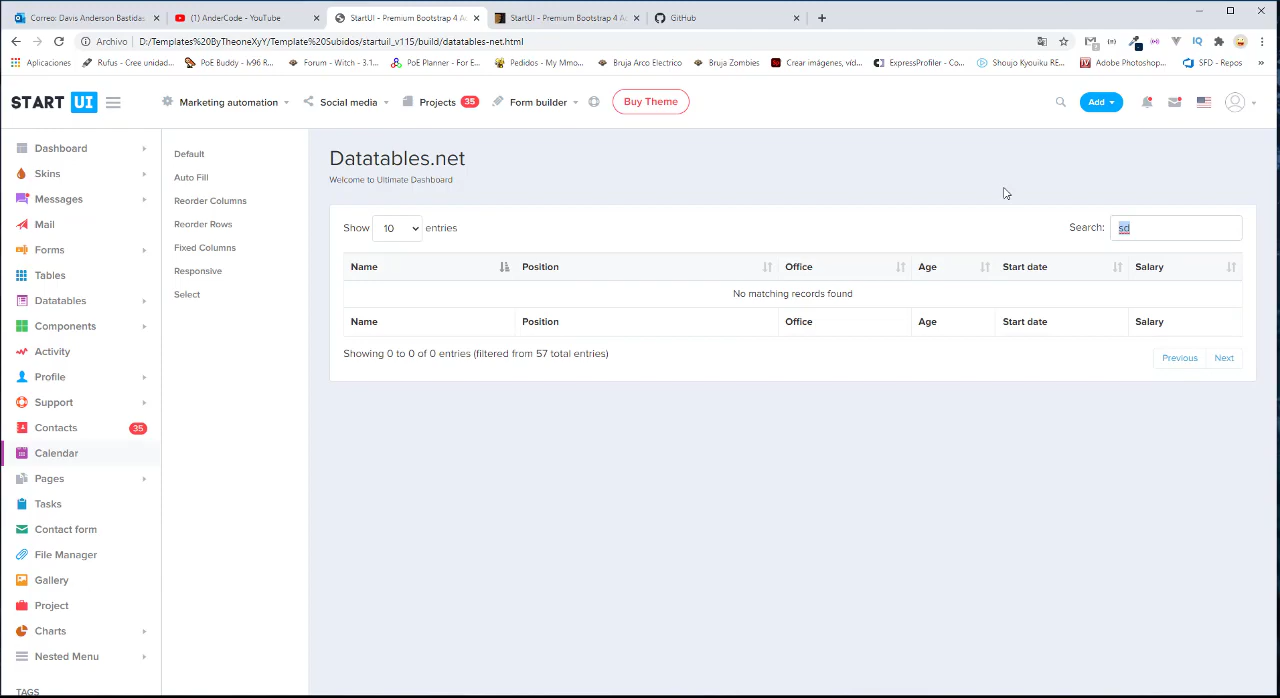 Correo: Davis Anderson Bastidas
(1) AnderCode - YouTube
StartUI - Premium Bootstrap 4 Ad
StartUI - Premium Bootstrap 4 Ad
GitHub
Archivo | D:/Templates%20ByTheoneXyY/Template%20Subidos/startuil_v115/build/datatables-net.html
Aplicaciones Rufus - Cree unidad... PoE Buddy - lv96 R... Forum - Witch - 3.1... PoE Planner - For E... Pedidos - My Mmo... Bruja Arco Electrico Bruja Zombies Crear imágenes, víd... ExpressProfiler - Co... Shoujo Kyouiku RE... Adobe Photoshop... SFD - Repos »
START UI Marketing automation Social media Projects 35 Form builder Buy Theme Add
Dashboard
Skins
Messages
Mail
Forms
Tables
Datatables
Components
Activity
Profile
Support
Contacts 35
Calendar
Pages
Tasks
Contact form
File Manager
Gallery
Project
Charts
Nested Menu
TAGS
Default
Auto Fill
Reorder Columns
Reorder Rows
Fixed Columns
Responsive
Select
Datatables.net
Welcome to Ultimate Dashboard
Show 10 entries Search: sd
Name Position Office Age Start date Salary
No matching records found
Name Position Office Age Start date Salary
Showing 0 to 0 of 0 entries (filtered from 57 total entries)
Previous Next